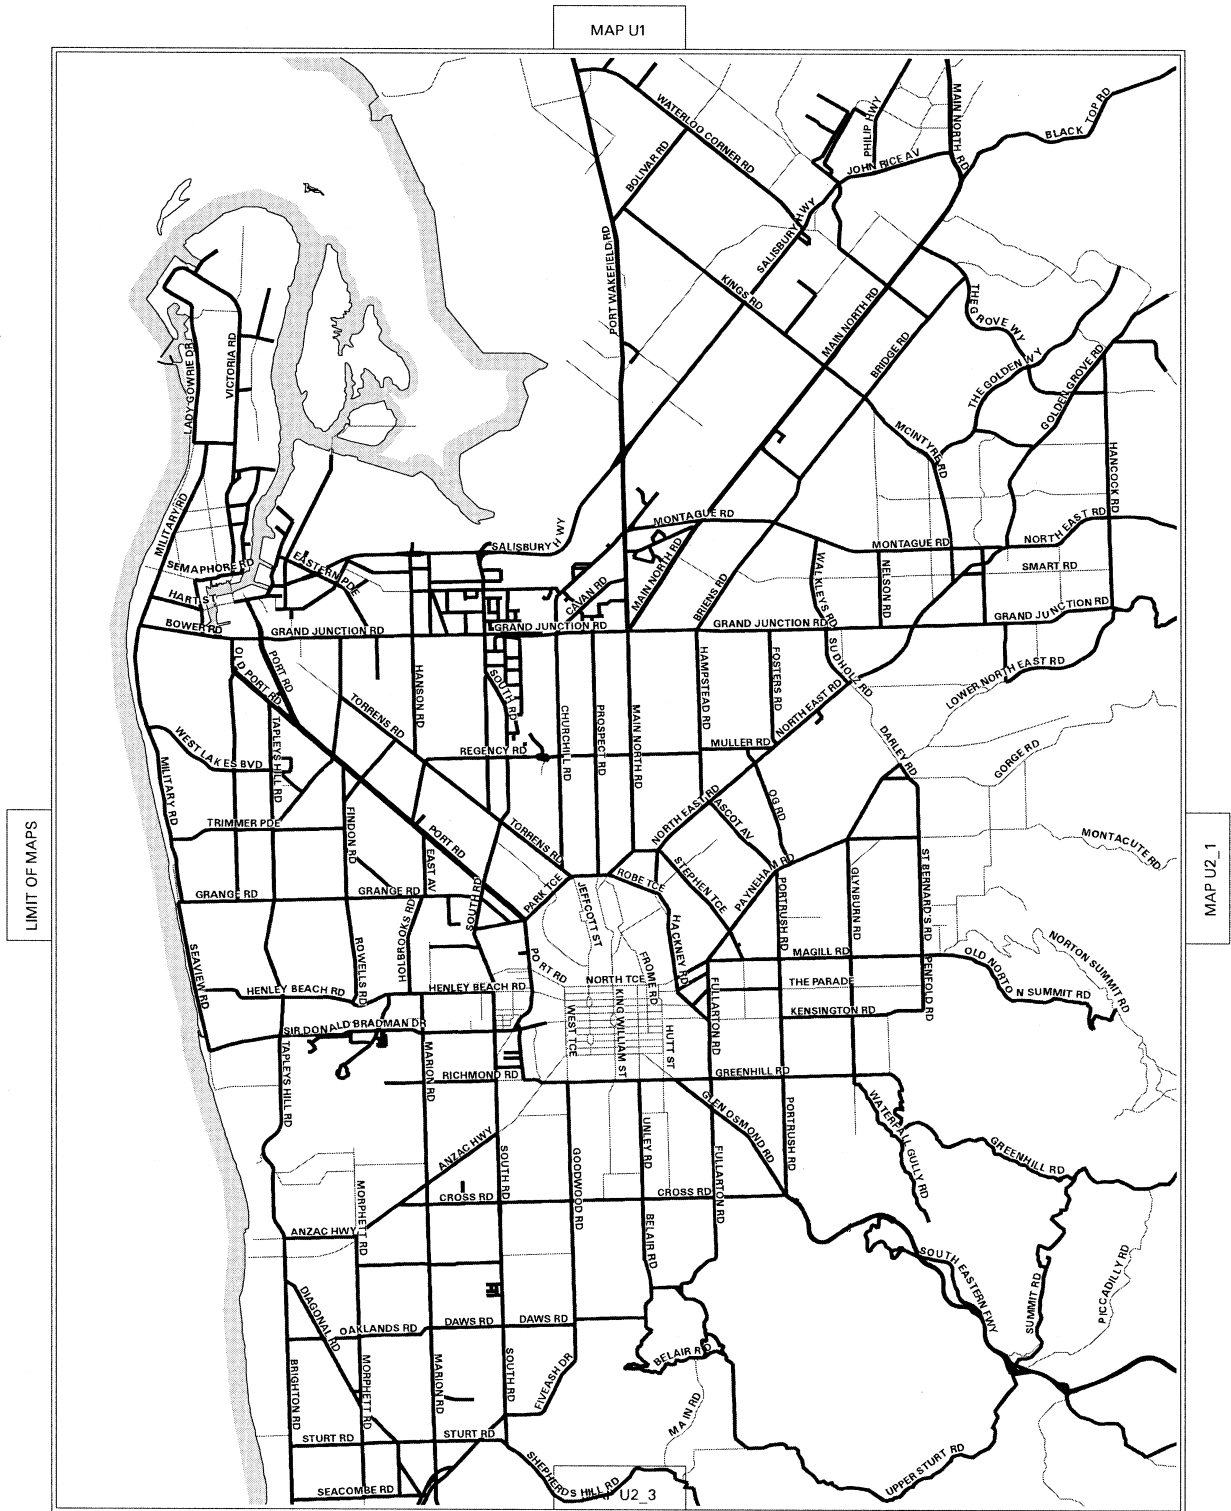 MAP U1
WATERLOO CORNER RD
PHILIP HWY
MAIN NORTH RD
BLACK TOP RD
BOLIVAR RD
JOHN RICE AV
SALISBURY HWY
PORT WAKEFIELD RD
KINGS RD
THE GROVE WY
MAIN NORTH RD
BRIDGE RD
LADY GOWRIE DR
VICTORIA RD
THE GOLDEN WY
GOLDEN GROVE RD
MCINTYRE RD
HANCOCK RD
MILITARY RD
SALISBURY HWY
MONTAGUE RD
MONTAGUE RD
NORTH EAST RD
SEMAPHORE RD
EASTERN PDE
CAVAN RD
MAIN NORTH RD
BRIENS RD
WALKLEYS RD
NELSON RD
SMART RD
HART ST
BOWER RD
GRAND JUNCTION RD
GRAND JUNCTION RD
GRAND JUNCTION RD
GRAND JUNCTION RD
OLD PORT RD
PORT RD
HANSON RD
SOUTH RD
HAMPSTEAD RD
FOSTERS RD
SUDHOLZ RD
LOWER NORTH EAST RD
TORRENS RD
CHURCHILL RD
PROSPECT RD
MAIN NORTH RD
NORTH EAST RD
WEST LAKES BVD
TAPLEYS HILL RD
REGENCY RD
MULLER RD
DARLEY RD
GORGE RD
MILITARY RD
TRIMMER PDE
FINDON RD
PORT RD
TORRENS RD
NORTH EAST RD
ASCOT AV
OG RD
MONTACUTE RD
LIMIT OF MAPS
MAP U2_1
EAST AV
GRANGE RD
GRANGE RD
SOUTH RD
PARK TCE
JEFFCOTT ST
ROBE TCE
STEPHEN TCE
PAYNEHAM RD
PORTRUSH RD
GLYNBURN RD
ST BERNARD'S RD
SEAVIEW RD
ROWELLS RD
HOLBROOKS RD
PORT RD
FROME RD
HACKNEY RD
MAGILL RD
OLD NORTON SUMMIT RD
NORTON SUMMIT RD
HENLEY BEACH RD
HENLEY BEACH RD
NORTH TCE
THE PARADE
PENFOLD RD
SIR DONALD BRADMAN DR
WEST TCE
KING WILLIAM ST
HUTT ST
FULLARTON RD
KENSINGTON RD
TAPLEYS HILL RD
MARION RD
RICHMOND RD
GREENHILL RD
GLEN OSMOND RD
PORTRUSH RD
WATERFALL GULLY RD
GREENHILL RD
ANZAC HWY
SOUTH RD
GOODWOOD RD
UNLEY RD
FULLARTON RD
MORPHETT RD
CROSS RD
CROSS RD
ANZAC HWY
BELAIR RD
SOUTH EASTERN FWY
SUMMIT RD
PICCADILLY RD
DIAGONAL RD
OAKLANDS RD
DAWS RD
DAWS RD
BRIGHTON RD
MORPHETT RD
MARION RD
SOUTH RD
FIVEASH DR
BELAIR RD
MAIN RD
STURT RD
STURT RD
SHEPHERDS HILL RD
UPPER STURT RD
SEACOMBE RD
U2_3